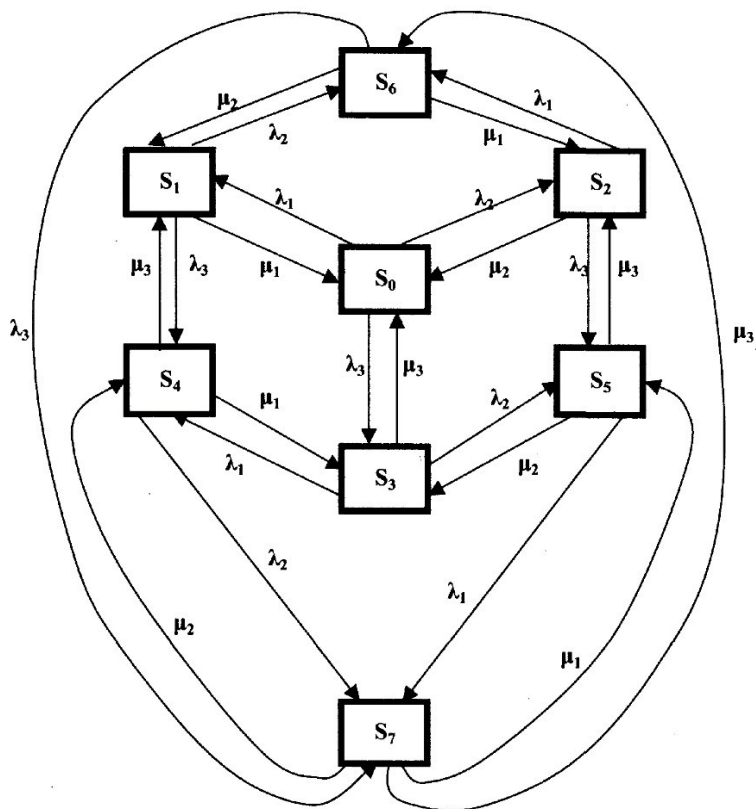 S₆
μ₂
λ₁
λ₂
μ₁
S₁
S₂
λ₁
λ₂
μ₃
λ₃
μ₁
S₀
μ₂
λ₃
μ₃
λ₃
μ₃
S₄
λ₃
μ₃
S₅
μ₁
λ₂
λ₁
S₃
μ₂
λ₂
λ₁
μ₂
μ₁
S₇